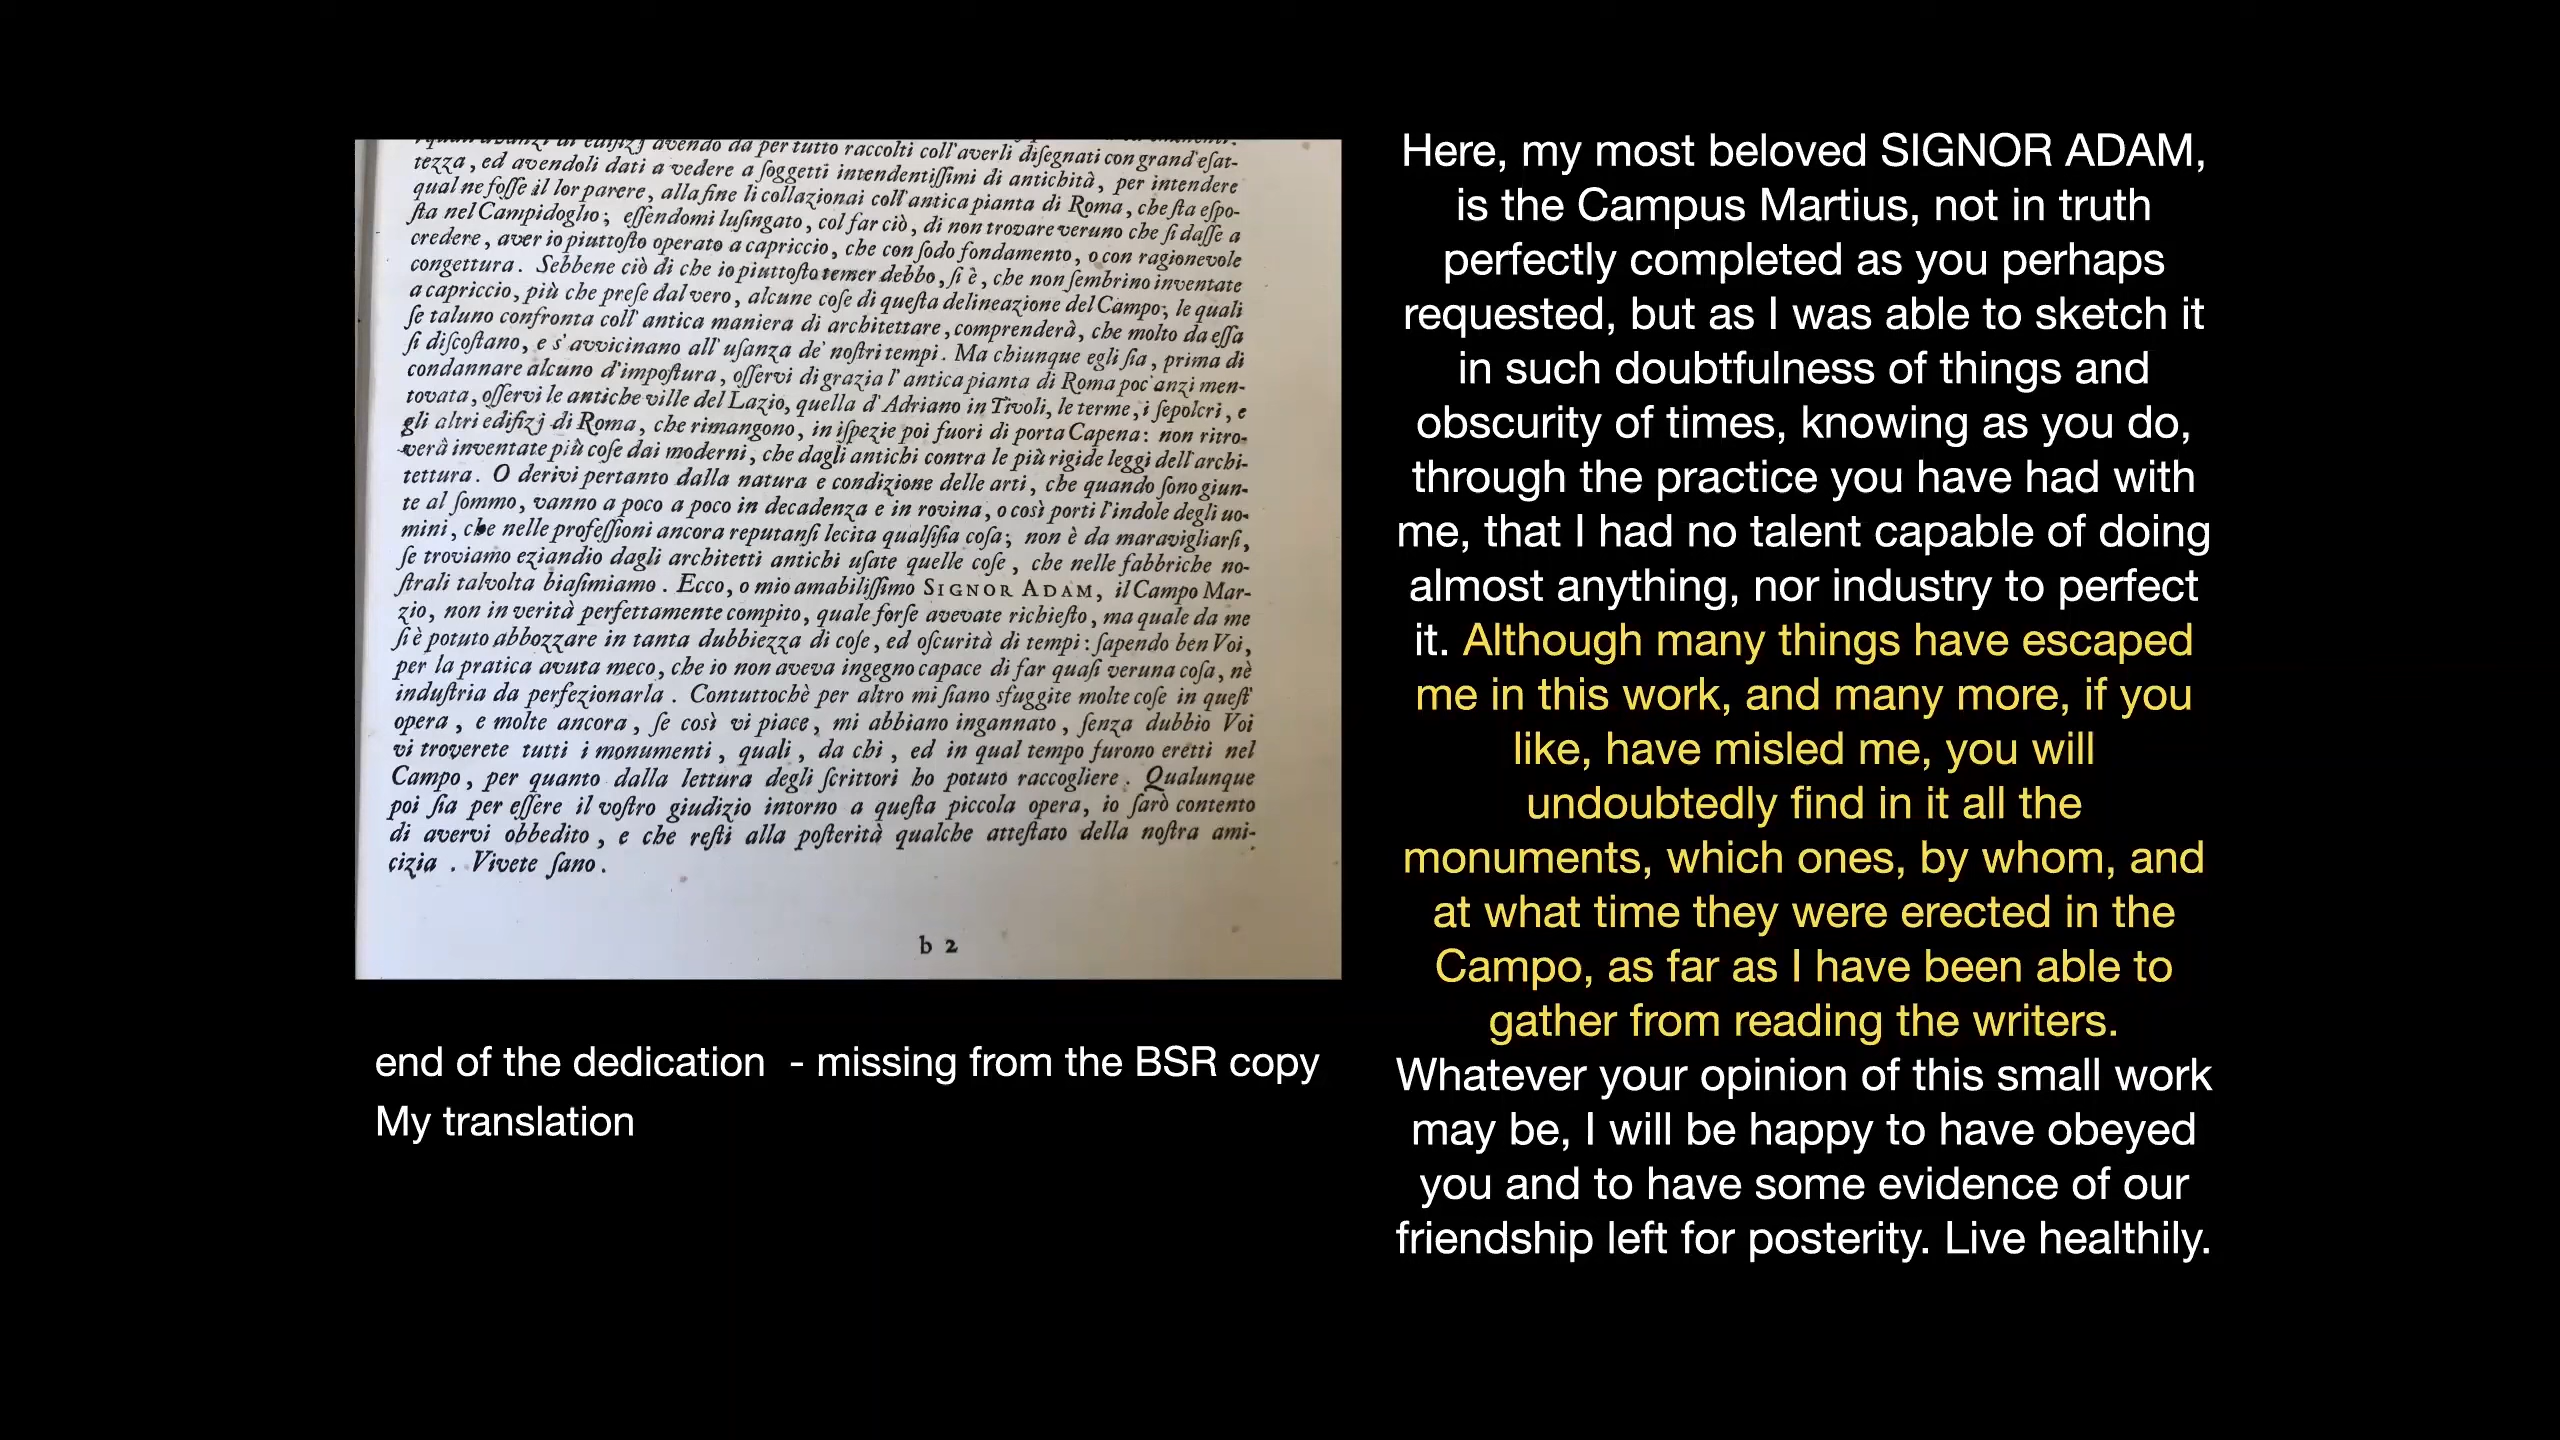 tezza, ed avendoli dati a vedere a ſoggetti intendentiſſimi di antichità, per intendere
qual ne foſſe il lor parere, alla fine li collazionai coll'antica pianta di Roma, che ſta eſpo-
ſta nel Campidoglio; eſſendomi luſingato, col far ciò, di non trovare veruno che ſi daſſe a
credere, aver io piuttoſto operato a capriccio, che con ſodo fondamento, o con ragionevole
congettura. Sebbene ciò di che io piuttoſto temer debbo, ſi è, che non ſembrino inventate
a capriccio, più che preſe dal vero, alcune coſe di queſta delineazione del Campo; le quali
ſe taluno confronta coll' antica maniera di architettare, comprenderà, che molto da eſſa
ſi diſcoſtano, e s' avvicinano all' uſanza de' noſtri tempi. Ma chiunque egli ſia, prima di
condannare alcuno d'impoſtura, oſſervi di grazia l' antica pianta di Roma poc'anzi men-
tovata, oſſervi le antiche ville del Lazio, quella d' Adriano in Tivoli, le terme, i ſepolcri, e
gli altri edifizj di Roma, che rimangono, in iſpezie poi fuori di porta Capena: non ritro-
verà inventate più coſe dai moderni, che dagli antichi contra le più rigide leggi dell' archi-
tettura. O derivi pertanto dalla natura e condizione delle arti, che quando ſono giun-
te al ſommo, vanno a poco a poco in decadenza e in rovina, o così porti l'indole degli uo-
mini, che nelle profeſſioni ancora reputanſi lecita qualſiſia coſa; non è da maravigliarſi,
ſe troviamo eziandio dagli architetti antichi uſate quelle coſe, che nelle fabbriche no-
ſtrali talvolta biaſimiamo. Ecco, o mio amabiliſſimo SIGNOR ADAM, il Campo Mar-
zio, non in verità perfettamente compito, quale forſe avevate richieſto, ma quale da me
ſi è potuto abbozzare in tanta dubbiezza di coſe, ed oſcurità di tempi: ſapendo ben Voi,
per la pratica avuta meco, che io non aveva ingegno capace di far quaſi veruna coſa, nè
induſtria da perfezionarla. Contuttochè per altro mi ſiano sfuggite molte coſe in queſt'
opera, e molte ancora, ſe così vi piace, mi abbiano ingannato, ſenza dubbio Voi
vi troverete tutti i monumenti, quali, da chi, ed in qual tempo furono eretti nel
Campo, per quanto dalla lettura degli ſcrittori ho potuto raccogliere. Qualunque
poi ſia per eſſere il voſtro giudizio intorno a queſta piccola opera, io ſarò contento
di avervi obbedito, e che reſti alla poſterità qualche atteſtato della noſtra ami-
cizia. Vivete ſano.
b 2
end of the dedication - missing from the BSR copy
My translation
Here, my most beloved SIGNOR ADAM,
is the Campus Martius, not in truth
perfectly completed as you perhaps
requested, but as I was able to sketch it
in such doubtfulness of things and
obscurity of times, knowing as you do,
through the practice you have had with
me, that I had no talent capable of doing
almost anything, nor industry to perfect
it. Although many things have escaped
me in this work, and many more, if you
like, have misled me, you will
undoubtedly find in it all the
monuments, which ones, by whom, and
at what time they were erected in the
Campo, as far as I have been able to
gather from reading the writers.
Whatever your opinion of this small work
may be, I will be happy to have obeyed
you and to have some evidence of our
friendship left for posterity. Live healthily.